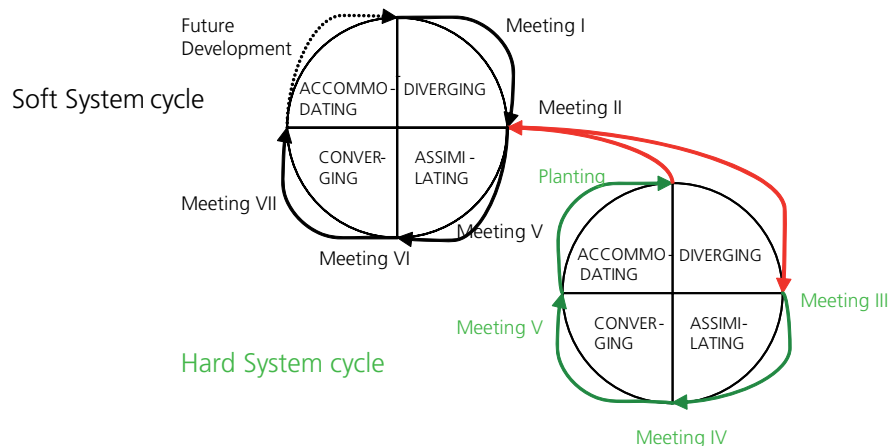 Future
Development
Meeting I
Soft System cycle
ACCOMMO-
DATING
DIVERGING
Meeting II
CONVER-
GING
ASSIMI-
LATING
Planting
Meeting VII
Meeting V
Meeting VI
ACCOMMO-
DATING
DIVERGING
Meeting III
Meeting V
CONVER-
GING
ASSIMI-
LATING
Hard System cycle
Meeting IV